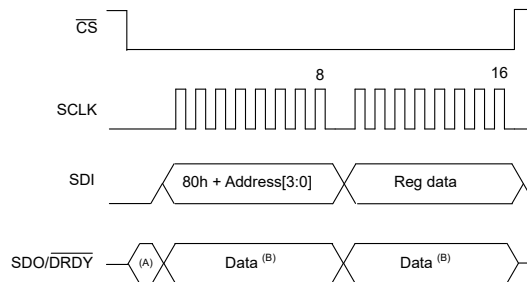 CS
8
16
SCLK
SDI
80h + Address[3:0]
Reg data
SDO/DRDY
(A)
Data (B)
Data (B)